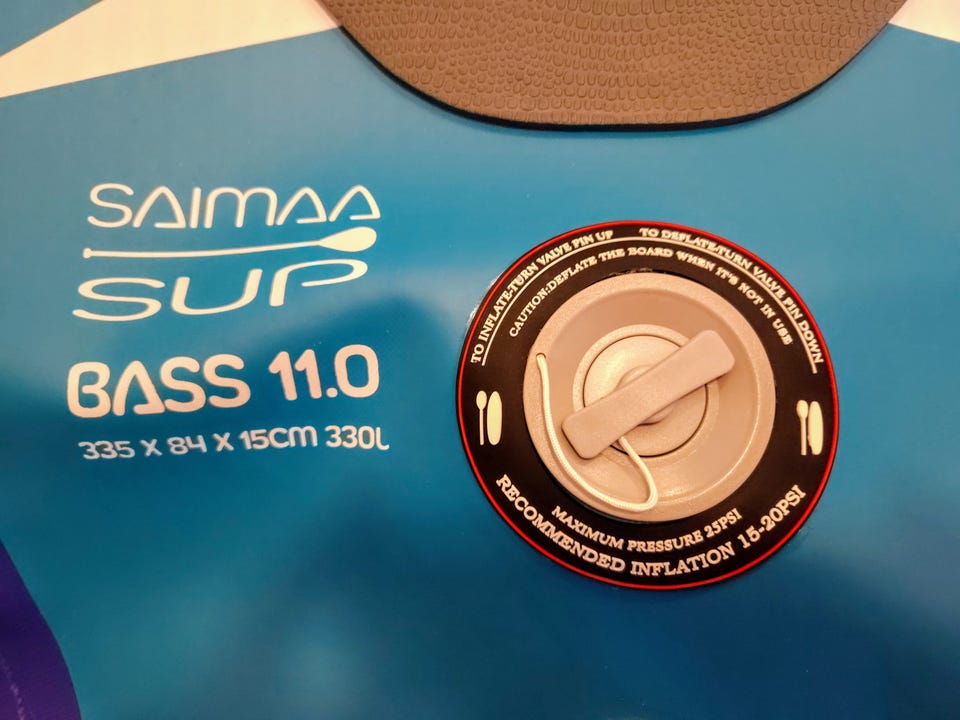 SAIMAA
SUP
BASS 11.0
335 X 84 X 15CM 330L
TO INFLATE-TURN VALVE PIN UP
TO DEFLATE-TURN VALVE PIN DOWN
CAUTION:DEFLATE THE BOARD WHEN IT'S NOT IN USE
MAXIMUM PRESSURE 25PSI
RECOMMENDED INFLATION 15-20PSI